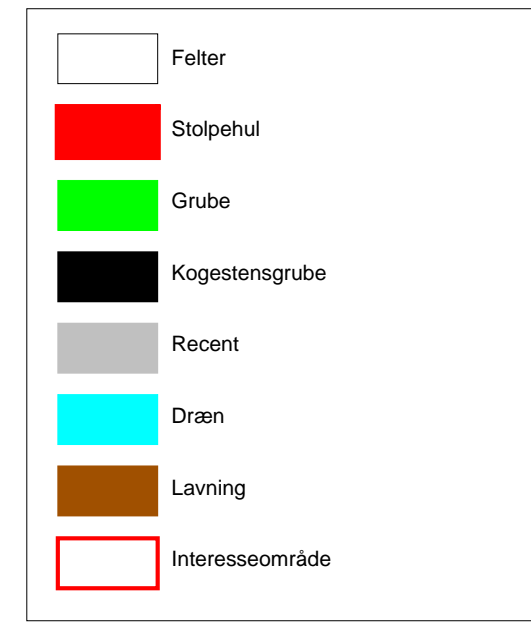 Felter
Stolpehul
Grube
Kogestensgrube
Recent
Dræn
Lavning
Interesseområde